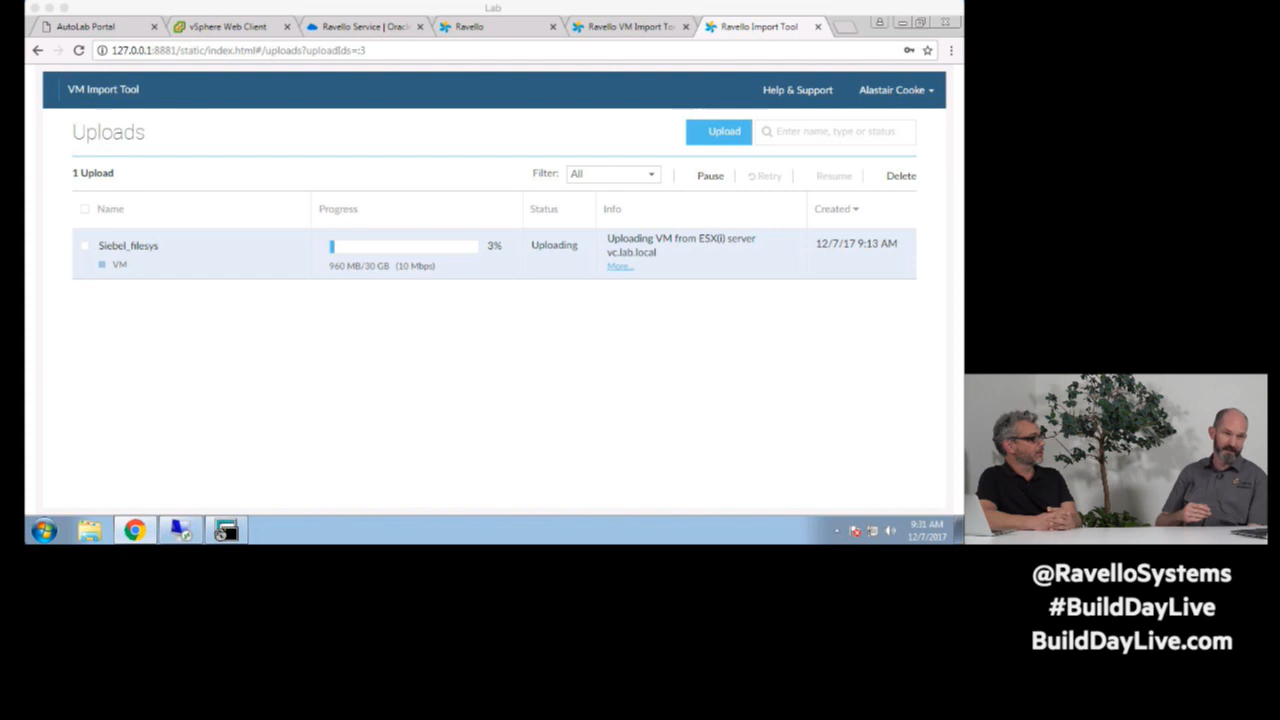 Lab
AutoLab Portal
vSphere Web Client
Ravello Service | Orac
Ravello
Ravello VM Import To
Ravello Import Tool
127.0.0.1:8881/static/index.html#/uploads?uploadIds=:3
VM Import Tool
Help & Support
Alastair Cooke
Uploads
Upload
Enter name, type or status
1 Upload
Filter:
All
Pause
Retry
Resume
Delete
Name
Progress
Status
Info
Created
Siebel_filesys
3%
Uploading
Uploading VM from ESX(i) server
vc.lab.local
12/7/17 9:13 AM
VM
960 MB/30 GB (10 Mbps)
More...
9:31 AM
12/7/2017
@RavelloSystems
#BuildDayLive
BuildDayLive.com